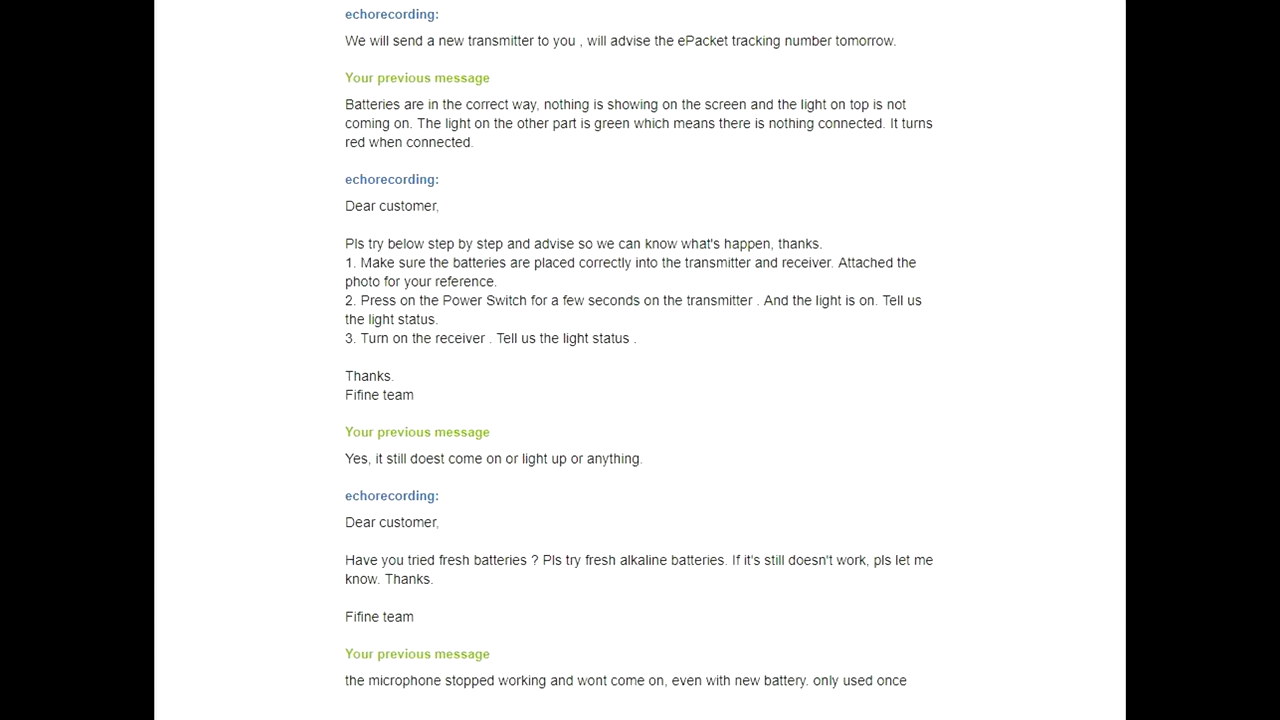 echorecording:
We will send a new transmitter to you , will advise the ePacket tracking number tomorrow.
Your previous message
Batteries are in the correct way, nothing is showing on the screen and the light on top is not
coming on. The light on the other part is green which means there is nothing connected. It turns
red when connected.
echorecording:
Dear customer,
Pls try below step by step and advise so we can know what's happen, thanks.
1. Make sure the batteries are placed correctly into the transmitter and receiver. Attached the
photo for your reference.
2. Press on the Power Switch for a few seconds on the transmitter . And the light is on. Tell us
the light status.
3. Turn on the receiver . Tell us the light status .
Thanks.
Fifine team
Your previous message
Yes, it still doest come on or light up or anything.
echorecording:
Dear customer,
Have you tried fresh batteries ? Pls try fresh alkaline batteries. If it's still doesn't work, pls let me
know. Thanks.
Fifine team
Your previous message
the microphone stopped working and wont come on, even with new battery. only used once